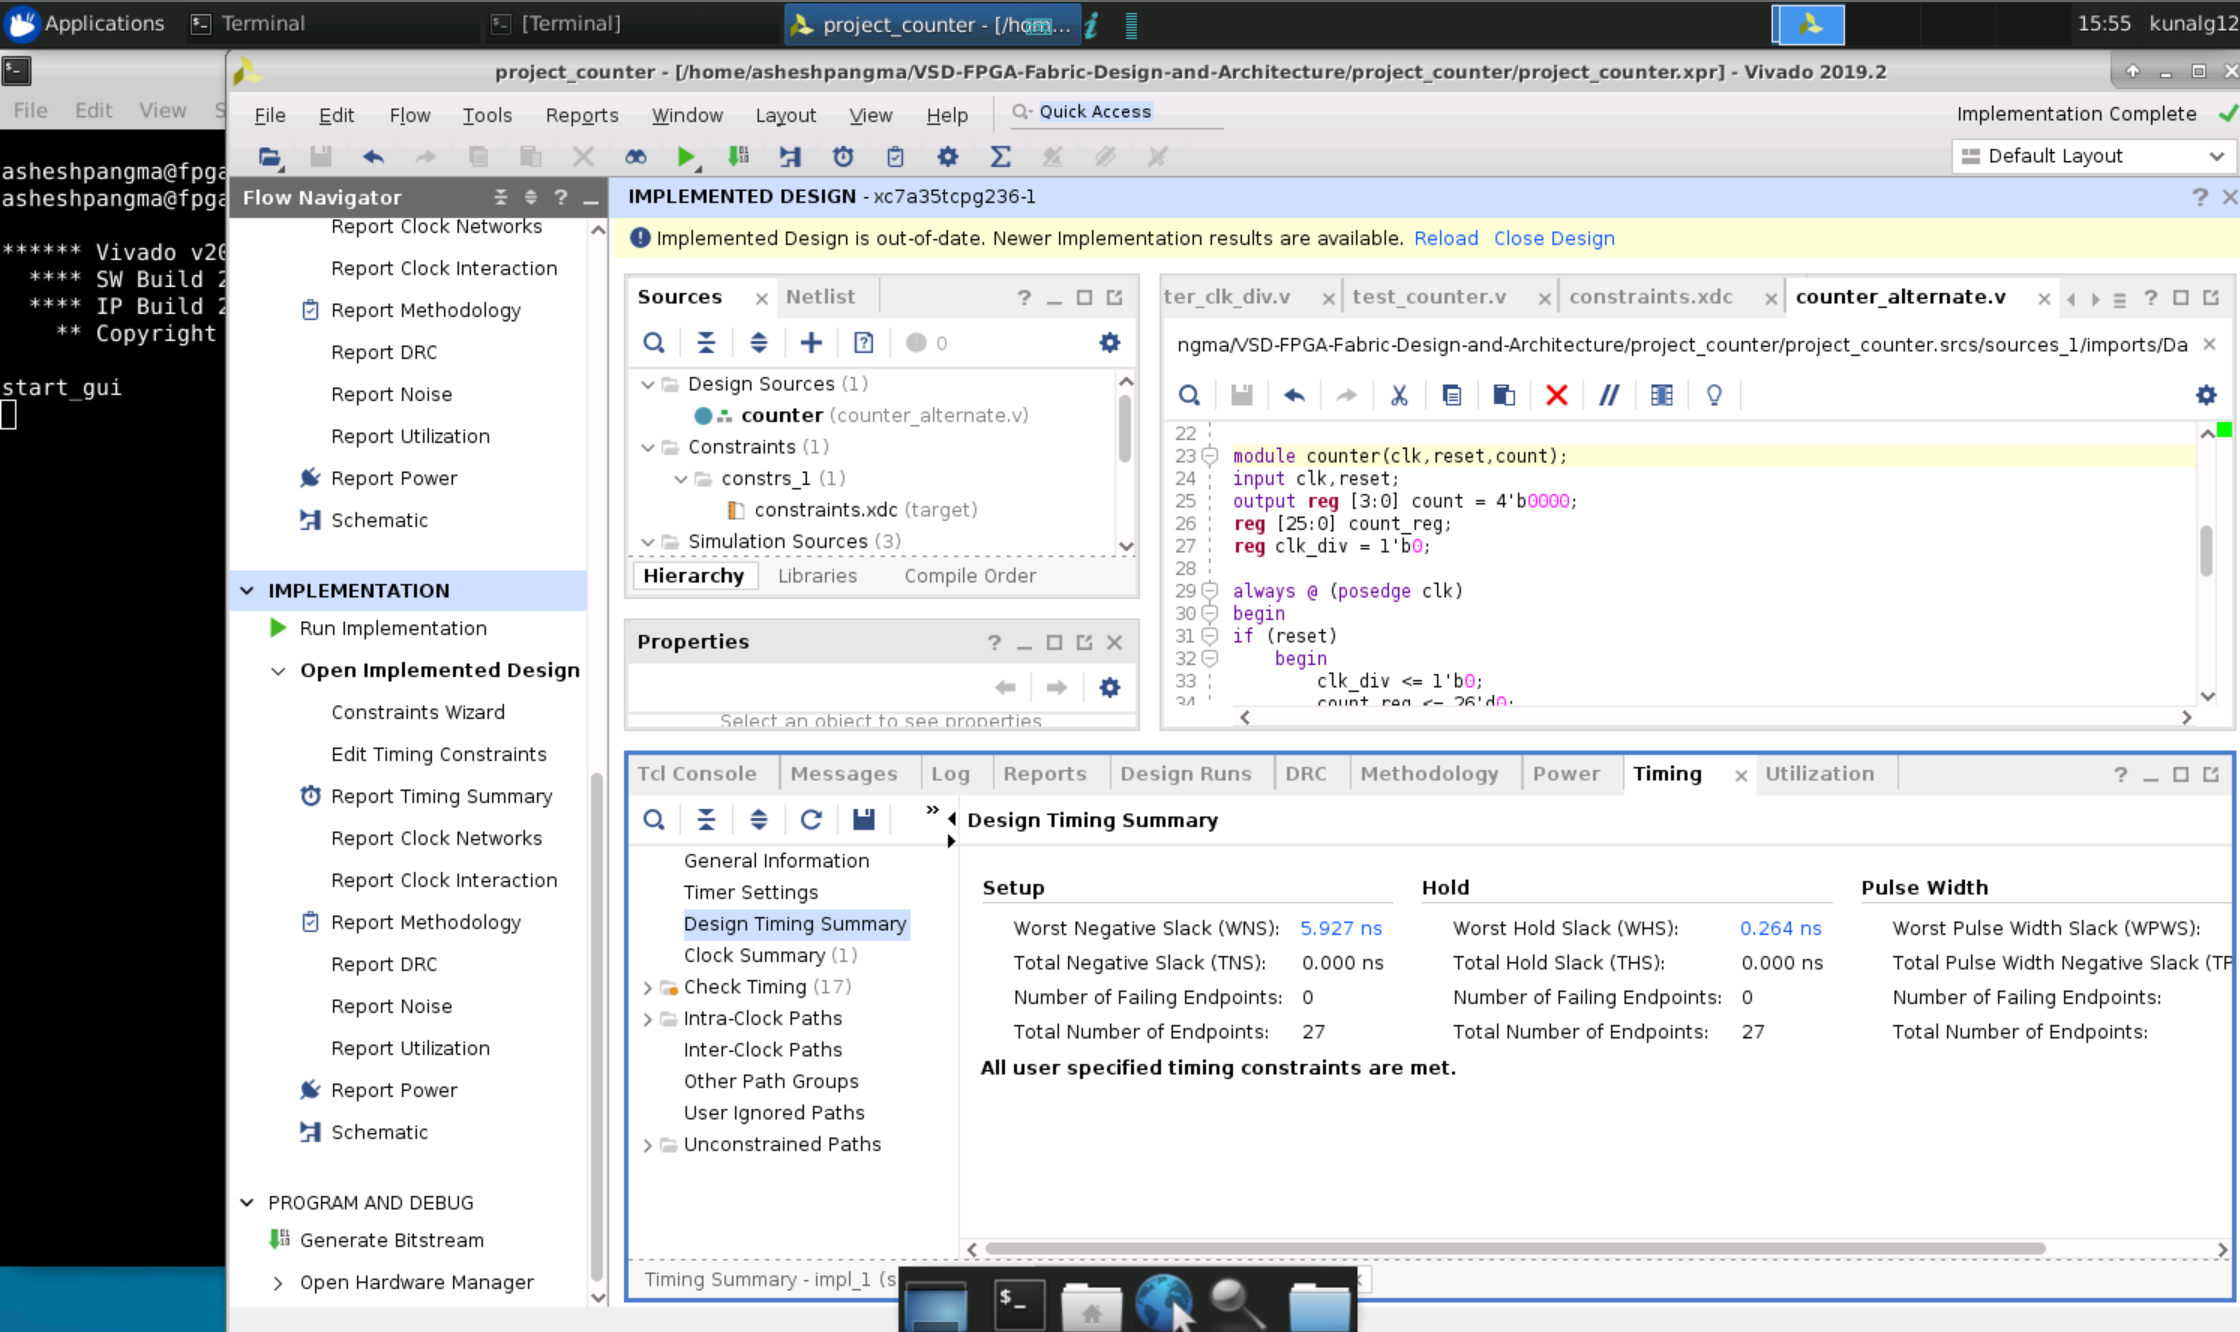 Applications
Terminal
[Terminal]
project_counter - [/hom...
15:55
kunalg12
project_counter - [/home/asheshpangma/VSD-FPGA-Fabric-Design-and-Architecture/project_counter/project_counter.xpr] - Vivado 2019.2
File Edit View S
File Edit Flow Tools Reports Window Layout View Help
Quick Access
Implementation Complete
Default Layout
asheshpangma@fpga
asheshpangma@fpga
****** Vivado v20
**** SW Build 2
**** IP Build 2
** Copyright
start_gui
Flow Navigator
Report Clock Networks
Report Clock Interaction
Report Methodology
Report DRC
Report Noise
Report Utilization
Report Power
Schematic
IMPLEMENTATION
Run Implementation
Open Implemented Design
Constraints Wizard
Edit Timing Constraints
Report Timing Summary
Report Clock Networks
Report Clock Interaction
Report Methodology
Report DRC
Report Noise
Report Utilization
Report Power
Schematic
PROGRAM AND DEBUG
Generate Bitstream
Open Hardware Manager
IMPLEMENTED DESIGN - xc7a35tcpg236-1
Implemented Design is out-of-date. Newer Implementation results are available. Reload Close Design
Sources
Netlist
0
Design Sources (1)
counter (counter_alternate.v)
Constraints (1)
constrs_1 (1)
constraints.xdc (target)
Simulation Sources (3)
Hierarchy Libraries Compile Order
Properties
Select an object to see properties
ter_clk_div.v
test_counter.v
constraints.xdc
counter_alternate.v
ngma/VSD-FPGA-Fabric-Design-and-Architecture/project_counter/project_counter.srcs/sources_1/imports/Da
22
23 module counter(clk,reset,count);
24 input clk,reset;
25 output reg [3:0] count = 4'b0000;
26 reg [25:0] count_reg;
27 reg clk_div = 1'b0;
28
29 always @ (posedge clk)
30 begin
31 if (reset)
32 begin
33 clk_div <= 1'b0;
34 count_reg <= 26'd0;
Tcl Console Messages Log Reports Design Runs DRC Methodology Power Timing Utilization
General Information
Timer Settings
Design Timing Summary
Clock Summary (1)
Check Timing (17)
Intra-Clock Paths
Inter-Clock Paths
Other Path Groups
User Ignored Paths
Unconstrained Paths
Design Timing Summary
Setup Hold Pulse Width
Worst Negative Slack (WNS): 5.927 ns Worst Hold Slack (WHS): 0.264 ns Worst Pulse Width Slack (WPWS):
Total Negative Slack (TNS): 0.000 ns Total Hold Slack (THS): 0.000 ns Total Pulse Width Negative Slack (TP
Number of Failing Endpoints: 0 Number of Failing Endpoints: 0 Number of Failing Endpoints:
Total Number of Endpoints: 27 Total Number of Endpoints: 27 Total Number of Endpoints:
All user specified timing constraints are met.
Timing Summary - impl_1 (s